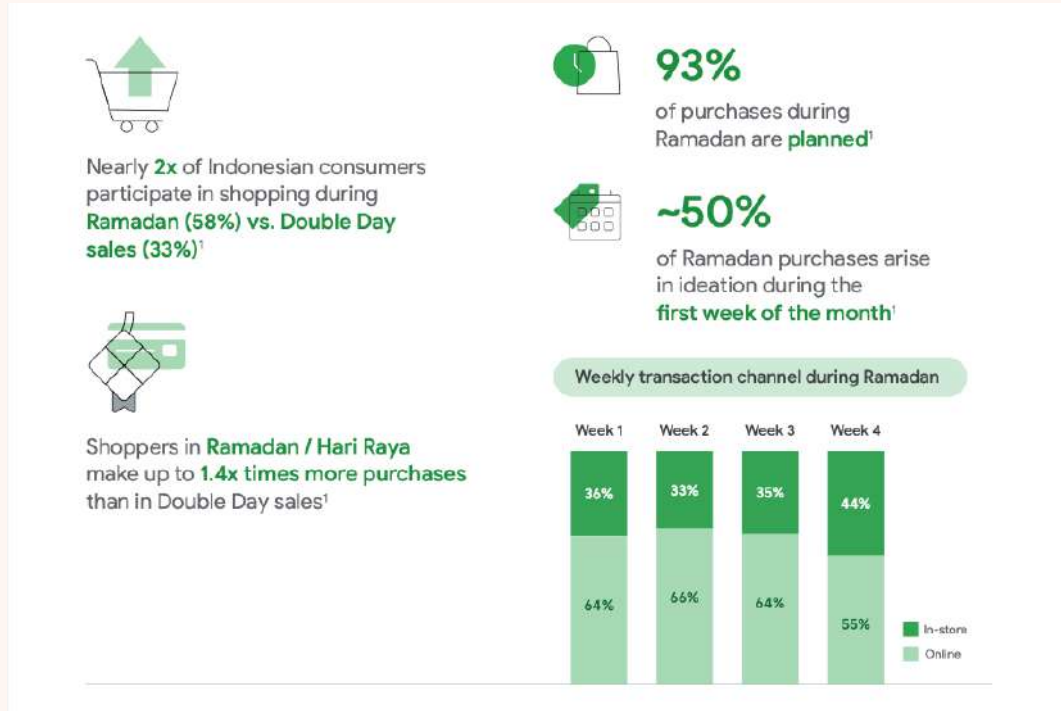 Nearly 2x of Indonesian consumers
participate in shopping during
Ramadan (58%) vs. Double Day
sales (33%)¹
Shoppers in Ramadan / Hari Raya
make up to 1.4x times more purchases
than in Double Day sales¹
93%
of purchases during
Ramadan are planned¹
~50%
of Ramadan purchases arise
in ideation during the
first week of the month¹
Weekly transaction channel during Ramadan
Week 1 Week 2 Week 3 Week 4
36% 33% 35% 44%
64% 66% 64% 55%
In-store
Online